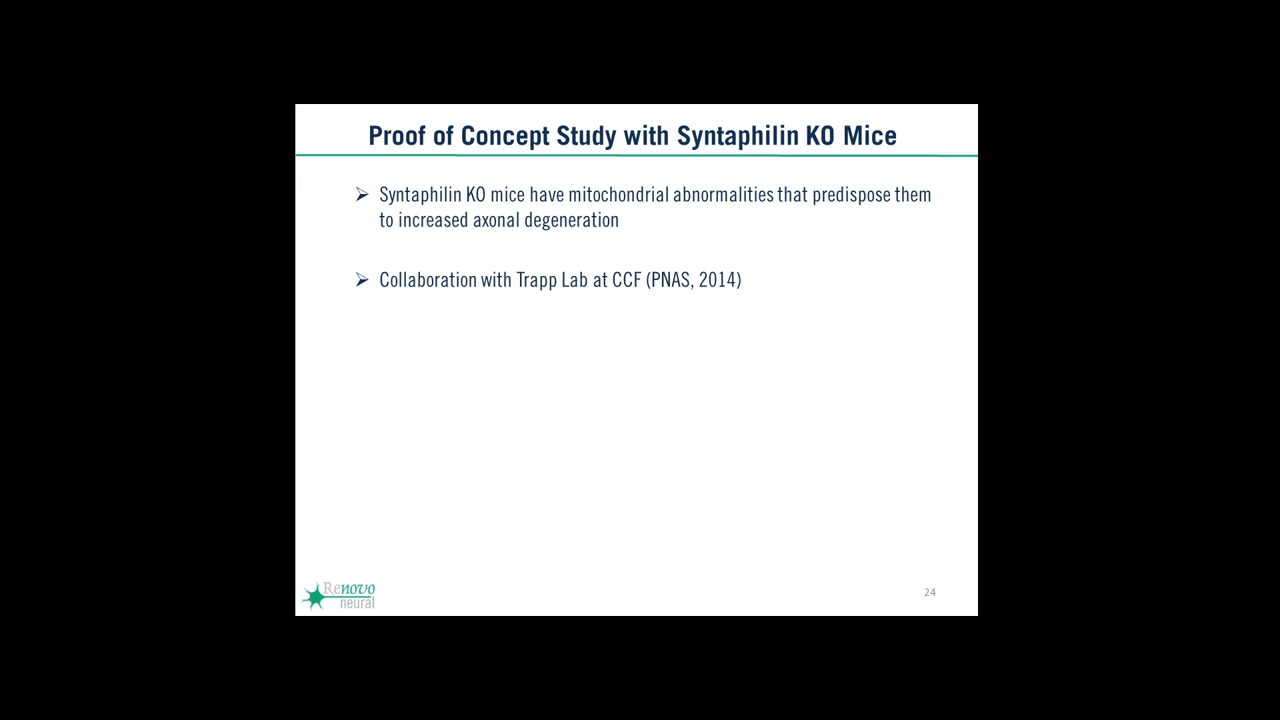 Proof of Concept Study with Syntaphilin KO Mice
➢ Syntaphilin KO mice have mitochondrial abnormalities that predispose them
to increased axonal degeneration
➢ Collaboration with Trapp Lab at CCF (PNAS, 2014)
Renovo
neural
24